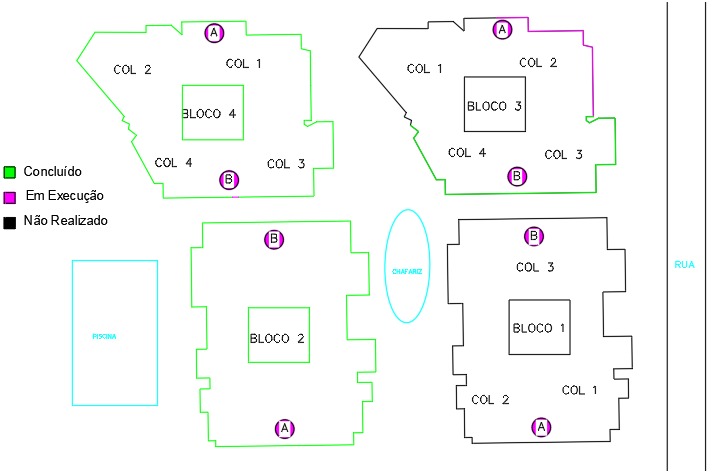 A
A
COL 2
COL 1
COL 1
COL 2
BLOCO 4
BLOCO 3
COL 4
COL 3
COL 4
COL 3
B
B
Concluído
Em Execução
Não Realizado
B
B
COL 3
CHAFARIZ
RUA
PISCINA
BLOCO 2
BLOCO 1
COL 2
COL 1
A
A